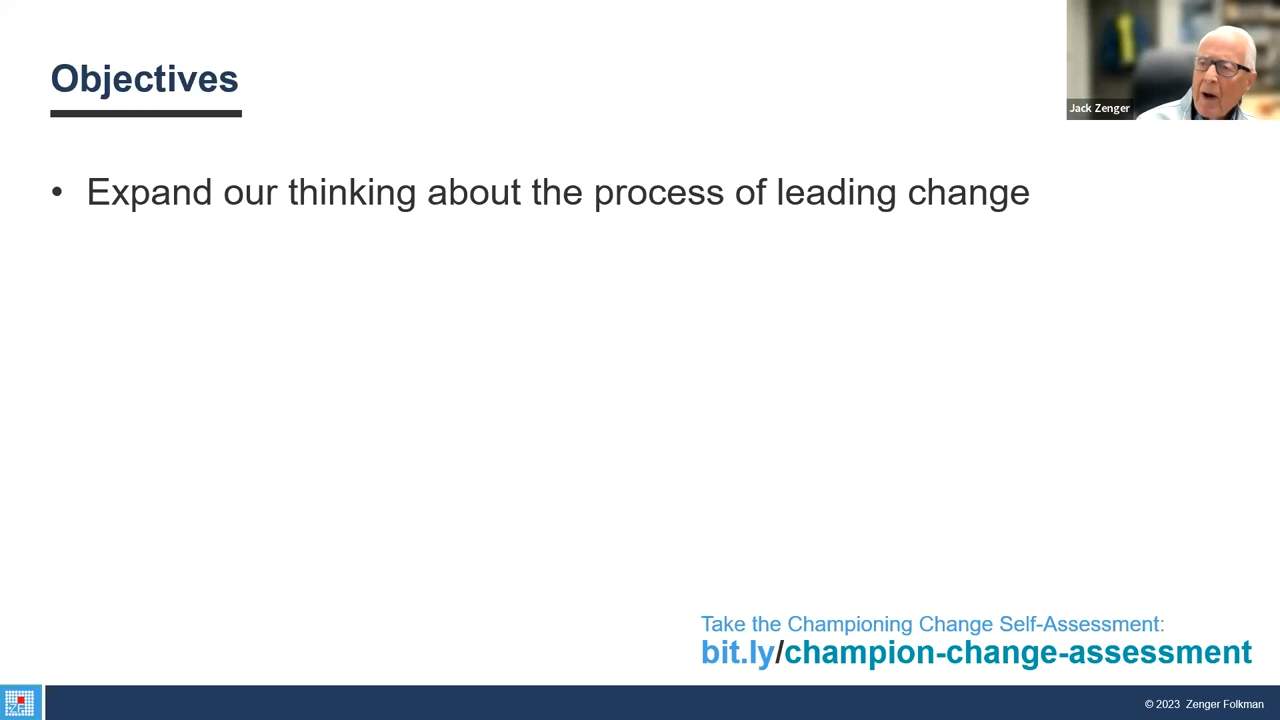 Objectives
Jack Zenger
• Expand our thinking about the process of leading change
Take the Championing Change Self-Assessment:
bit.ly/champion-change-assessment
ZF
© 2023 Zenger Folkman